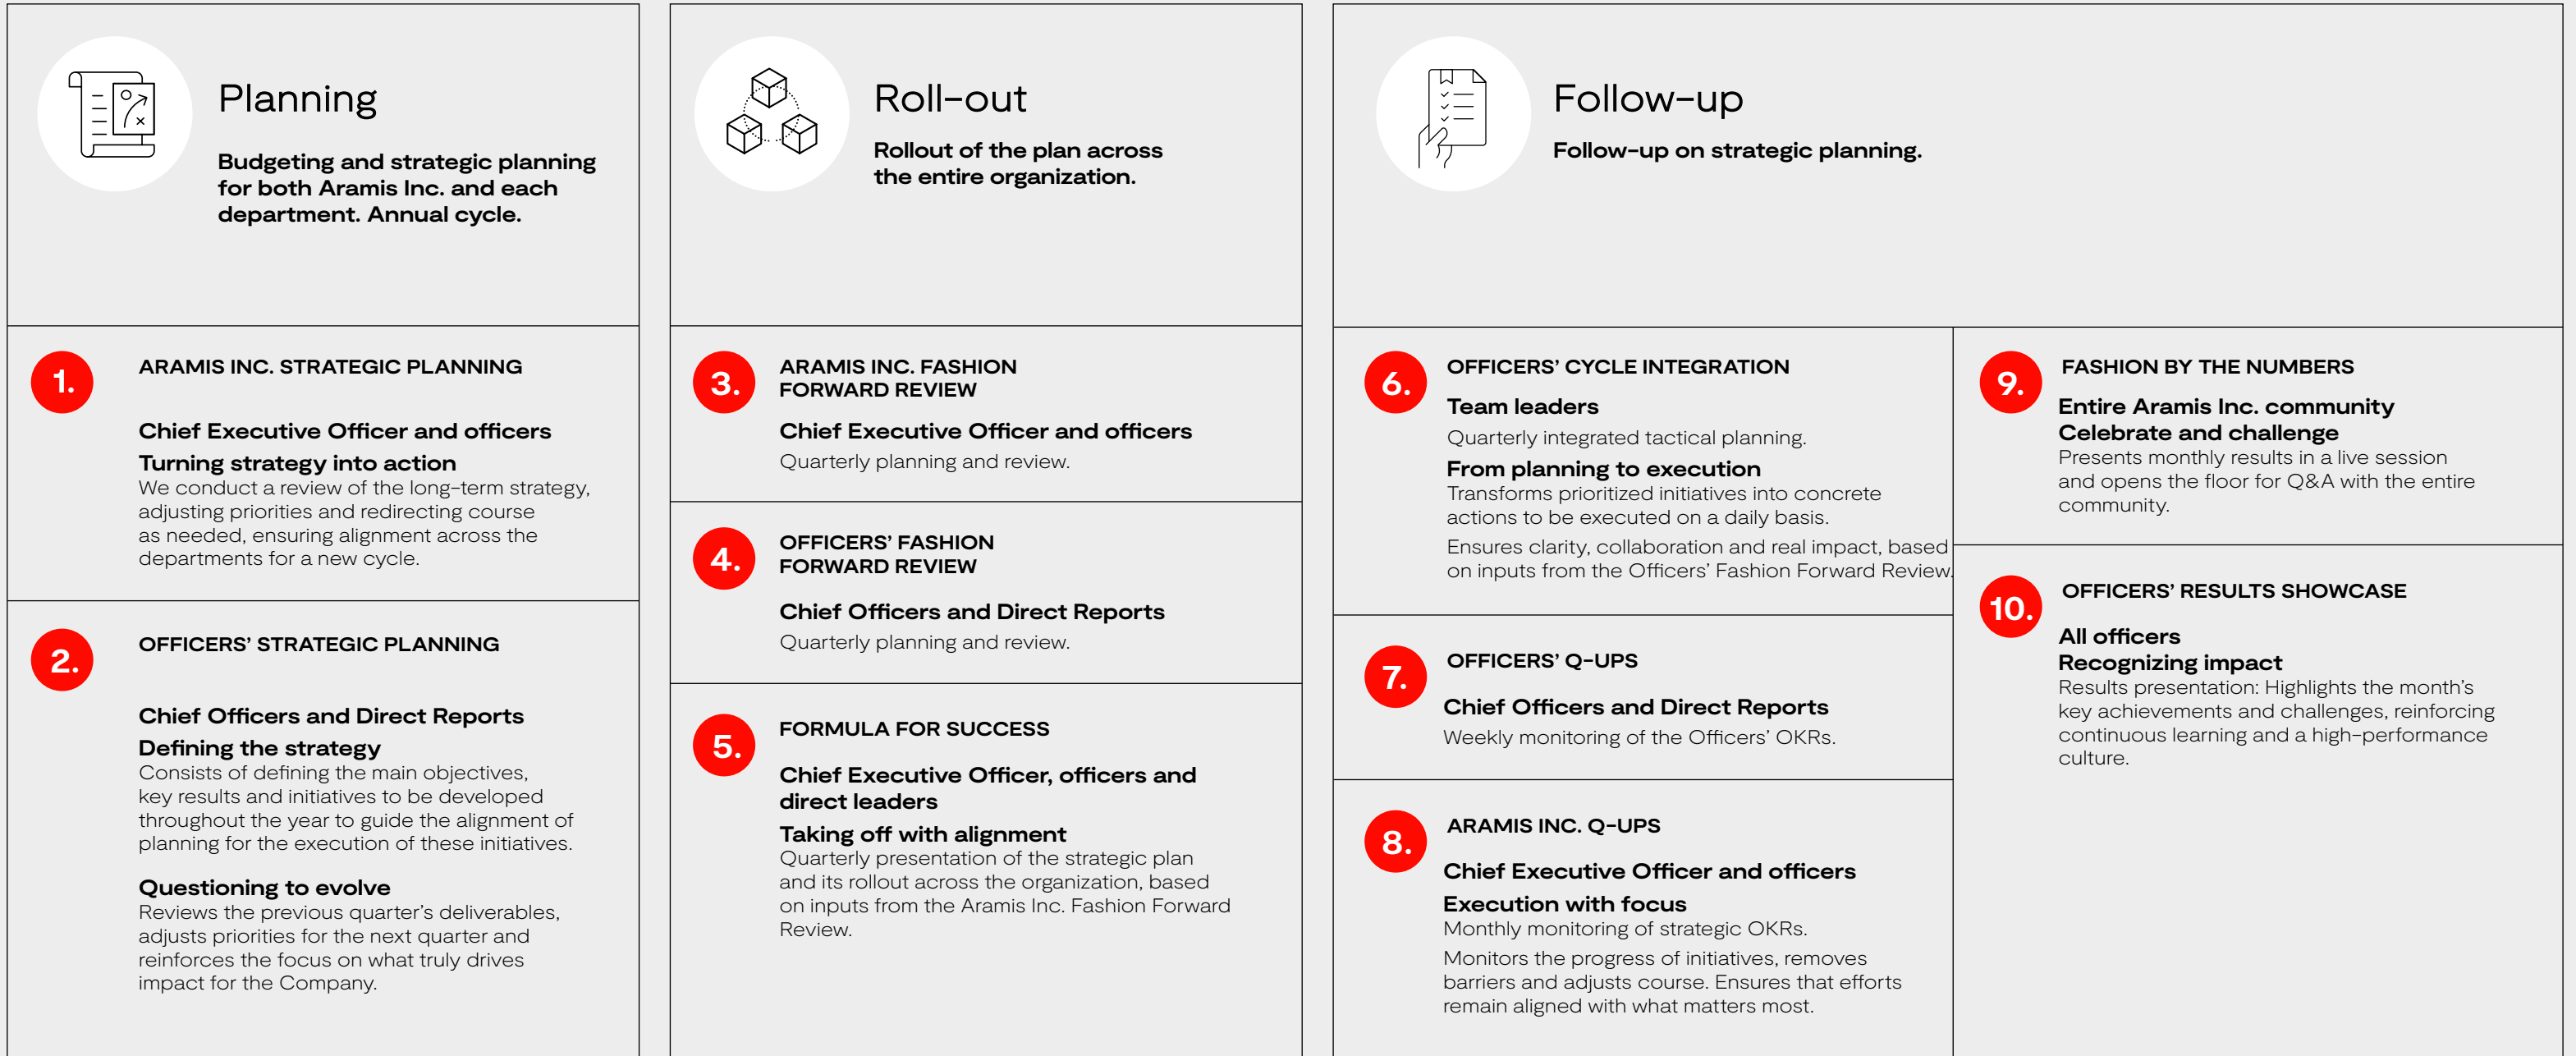 Planning
Budgeting and strategic planning
for both Aramis Inc. and each
department. Annual cycle.
1.
ARAMIS INC. STRATEGIC PLANNING
Chief Executive Officer and officers
Turning strategy into action
We conduct a review of the long-term strategy,
adjusting priorities and redirecting course
as needed, ensuring alignment across the
departments for a new cycle.
2.
OFFICERS’ STRATEGIC PLANNING
Chief Officers and Direct Reports
Defining the strategy
Consists of defining the main objectives,
key results and initiatives to be developed
throughout the year to guide the alignment of
planning for the execution of these initiatives.
Questioning to evolve
Reviews the previous quarter’s deliverables,
adjusts priorities for the next quarter and
reinforces the focus on what truly drives
impact for the Company.
Roll-out
Rollout of the plan across
the entire organization.
3.
ARAMIS INC. FASHION
FORWARD REVIEW
Chief Executive Officer and officers
Quarterly planning and review.
4.
OFFICERS’ FASHION
FORWARD REVIEW
Chief Officers and Direct Reports
Quarterly planning and review.
5.
FORMULA FOR SUCCESS
Chief Executive Officer, officers and
direct leaders
Taking off with alignment
Quarterly presentation of the strategic plan
and its rollout across the organization, based
on inputs from the Aramis Inc. Fashion Forward
Review.
Follow-up
Follow-up on strategic planning.
6.
OFFICERS’ CYCLE INTEGRATION
Team leaders
Quarterly integrated tactical planning.
From planning to execution
Transforms prioritized initiatives into concrete
actions to be executed on a daily basis.
Ensures clarity, collaboration and real impact, based
on inputs from the Officers’ Fashion Forward Review.
7.
OFFICERS’ Q-UPS
Chief Officers and Direct Reports
Weekly monitoring of the Officers’ OKRs.
8.
ARAMIS INC. Q-UPS
Chief Executive Officer and officers
Execution with focus
Monthly monitoring of strategic OKRs.
Monitors the progress of initiatives, removes
barriers and adjusts course. Ensures that efforts
remain aligned with what matters most.
9.
FASHION BY THE NUMBERS
Entire Aramis Inc. community
Celebrate and challenge
Presents monthly results in a live session
and opens the floor for Q&A with the entire
community.
10.
OFFICERS’ RESULTS SHOWCASE
All officers
Recognizing impact
Results presentation: Highlights the month’s
key achievements and challenges, reinforcing
continuous learning and a high-performance
culture.